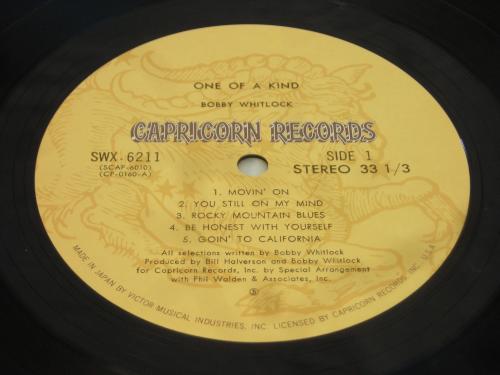 ONE OF A KIND
BOBBY WHITLOCK
CAPRICORN RECORDS
SWX-6211
(SCAP-6010)
(CP-0160-A)
SIDE 1
STEREO 33 1/3
1. MOVIN' ON
2. YOU STILL ON MY MIND
3. ROCKY MOUNTAIN BLUES
4. BE HONEST WITH YOURSELF
5. GOIN' TO CALIFORNIA
All selections written by Bobby Whitlock
Produced by Bill Halverson and Bobby Whitlock
for Capricorn Records, Inc. by Special Arrangement
with Phil Walden & Associates, Inc.
MADE IN JAPAN BY VICTOR MUSICAL INDUSTRIES, INC. LICENSED BY CAPRICORN RECORDS INC., U.S.A.